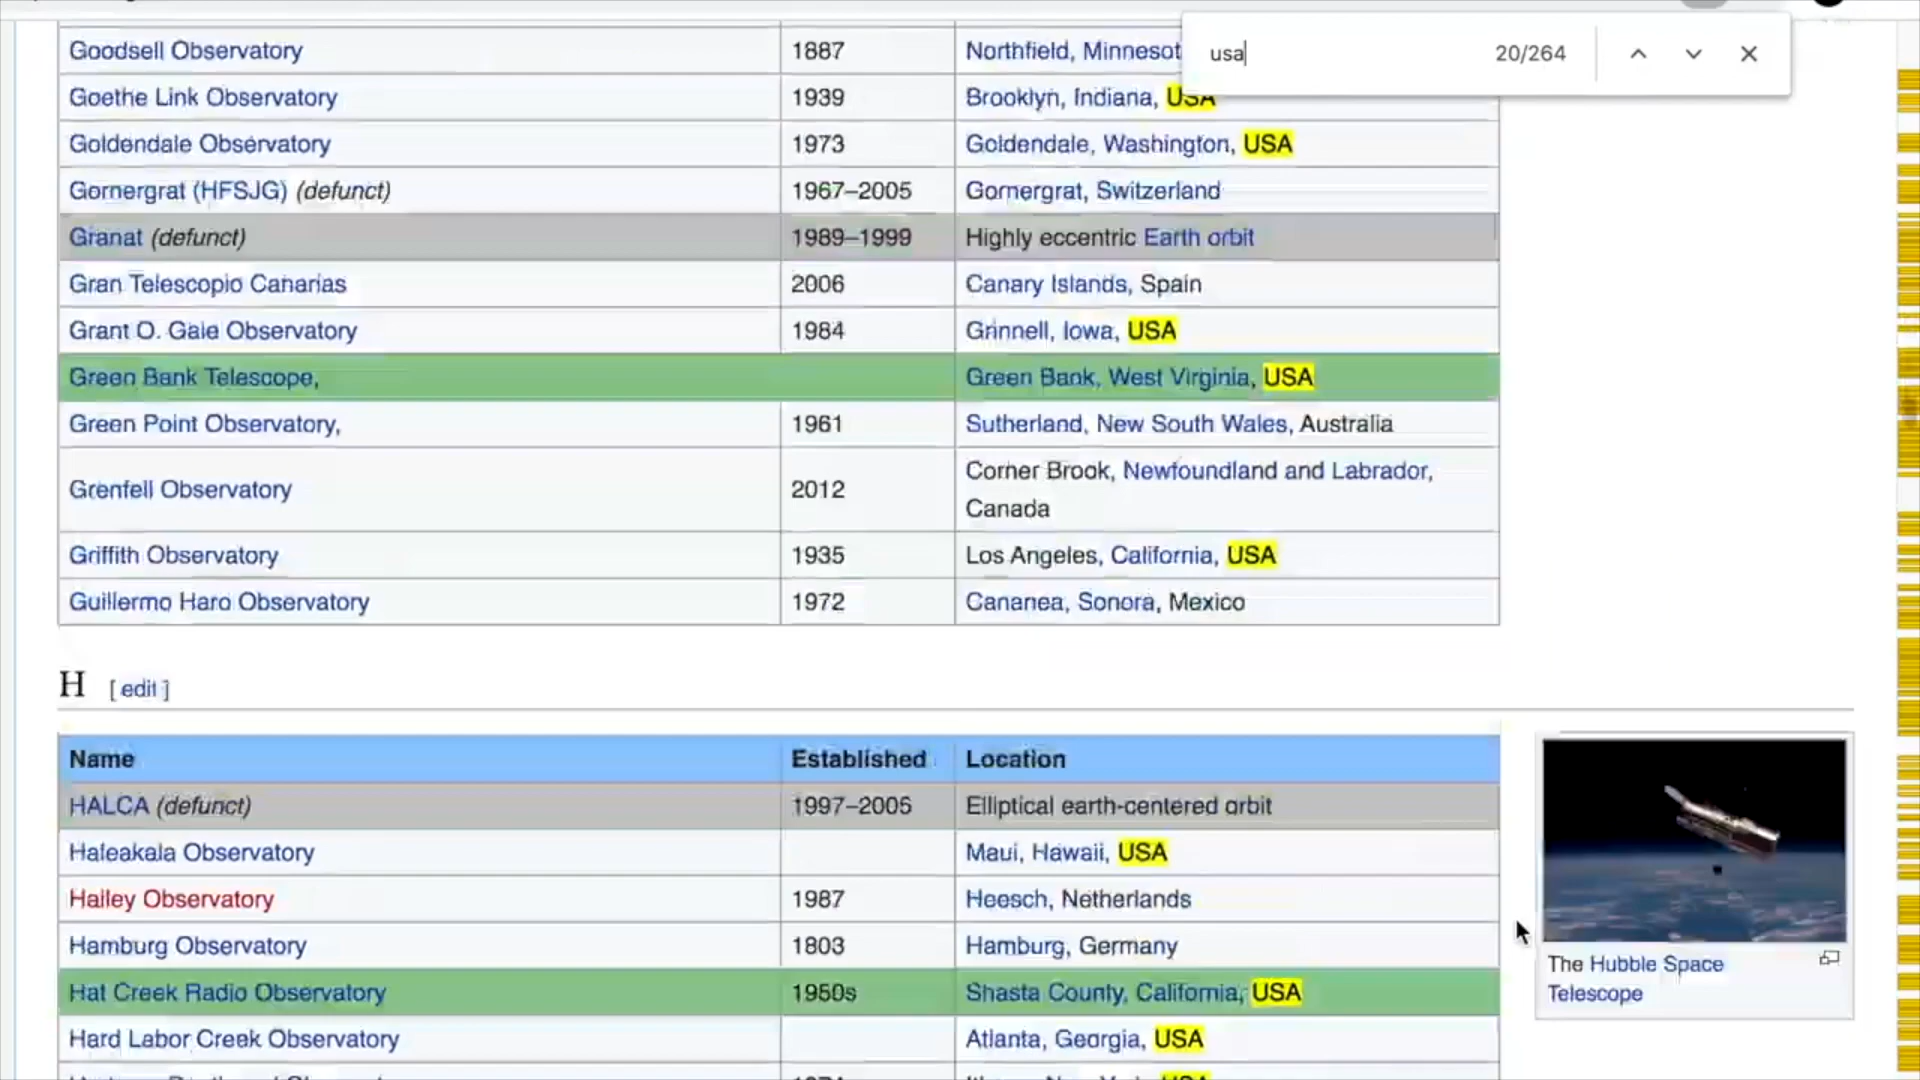 usa 20/264
Goodsell Observatory 1887 Northfield, Minnesot
Goethe Link Observatory 1939 Brooklyn, Indiana, USA
Goldendale Observatory 1973 Goldendale, Washington, USA
Gornergrat (HFSJG) (defunct) 1967–2005 Gornergrat, Switzerland
Granat (defunct) 1989–1999 Highly eccentric Earth orbit
Gran Telescopio Canarias 2006 Canary Islands, Spain
Grant O. Gale Observatory 1984 Grinnell, Iowa, USA
Green Bank Telescope, Green Bank, West Virginia, USA
Green Point Observatory, 1961 Sutherland, New South Wales, Australia
Grenfell Observatory 2012 Corner Brook, Newfoundland and Labrador,
Canada
Griffith Observatory 1935 Los Angeles, California, USA
Guillermo Haro Observatory 1972 Cananea, Sonora, Mexico
H [ edit ]
Name Established Location
HALCA (defunct) 1997–2005 Elliptical earth-centered orbit
Haleakala Observatory Maui, Hawaii, USA
Halley Observatory 1987 Heesch, Netherlands
Hamburg Observatory 1803 Hamburg, Germany
Hat Creek Radio Observatory 1950s Shasta County, California, USA
Hard Labor Creek Observatory Atlanta, Georgia, USA
The Hubble Space
Telescope